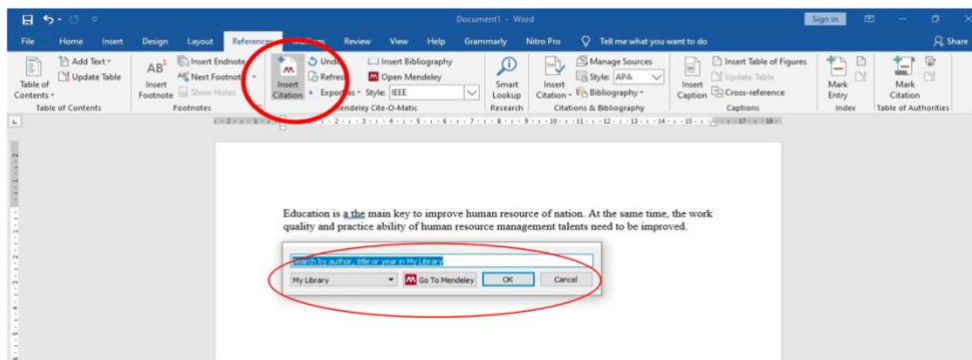 Document1 - Word
Sign in
File Home Insert Design Layout References Mailings Review View Help Grammarly Nitro Pro Tell me what you want to do Share
Table of Contents
Add Text
Update Table
Table of Contents
AB1
Insert Footnote
Insert Endnote
Next Footnote
Show Notes
Footnotes
Insert Citation
Undo
Refresh
Export as
Insert Bibliography
Open Mendeley
Style: IEEE
Mendeley Cite-O-Matic
Smart Lookup
Research
Insert Citation
Manage Sources
Style: APA
Bibliography
Citations & Bibliography
Insert Caption
Insert Table of Figures
Update Table
Cross-reference
Captions
Mark Entry
Index
Mark Citation
Table of Authorities
Education is a the main key to improve human resource of nation. At the same time, the work
quality and practice ability of human resource management talents need to be improved.
Search by author, title or year in My Library
My Library Go To Mendeley OK Cancel